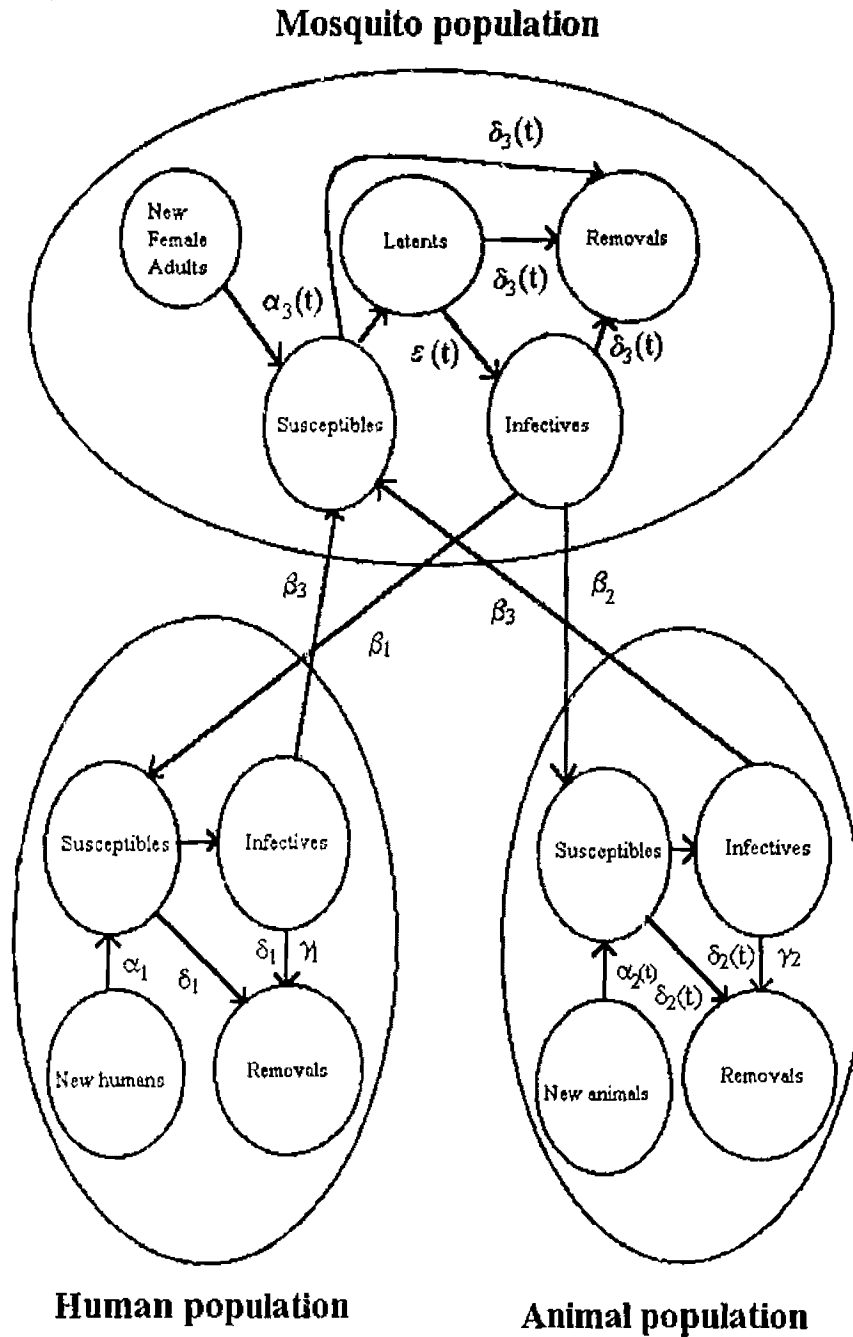 Mosquito population
δ₃(t)
New
Female
Adults
Latents
Removals
α₃(t)
δ₃(t)
ε(t)
δ₃(t)
Susceptibles
Infectives
β₃
β₁
β₃
β₂
Susceptibles
Infectives
Susceptibles
Infectives
α₁
δ₁
δ₁
γ₁
α₂(t)
δ₂(t)
δ₂(t)
γ₂
New humans
Removals
New animals
Removals
Human population
Animal population